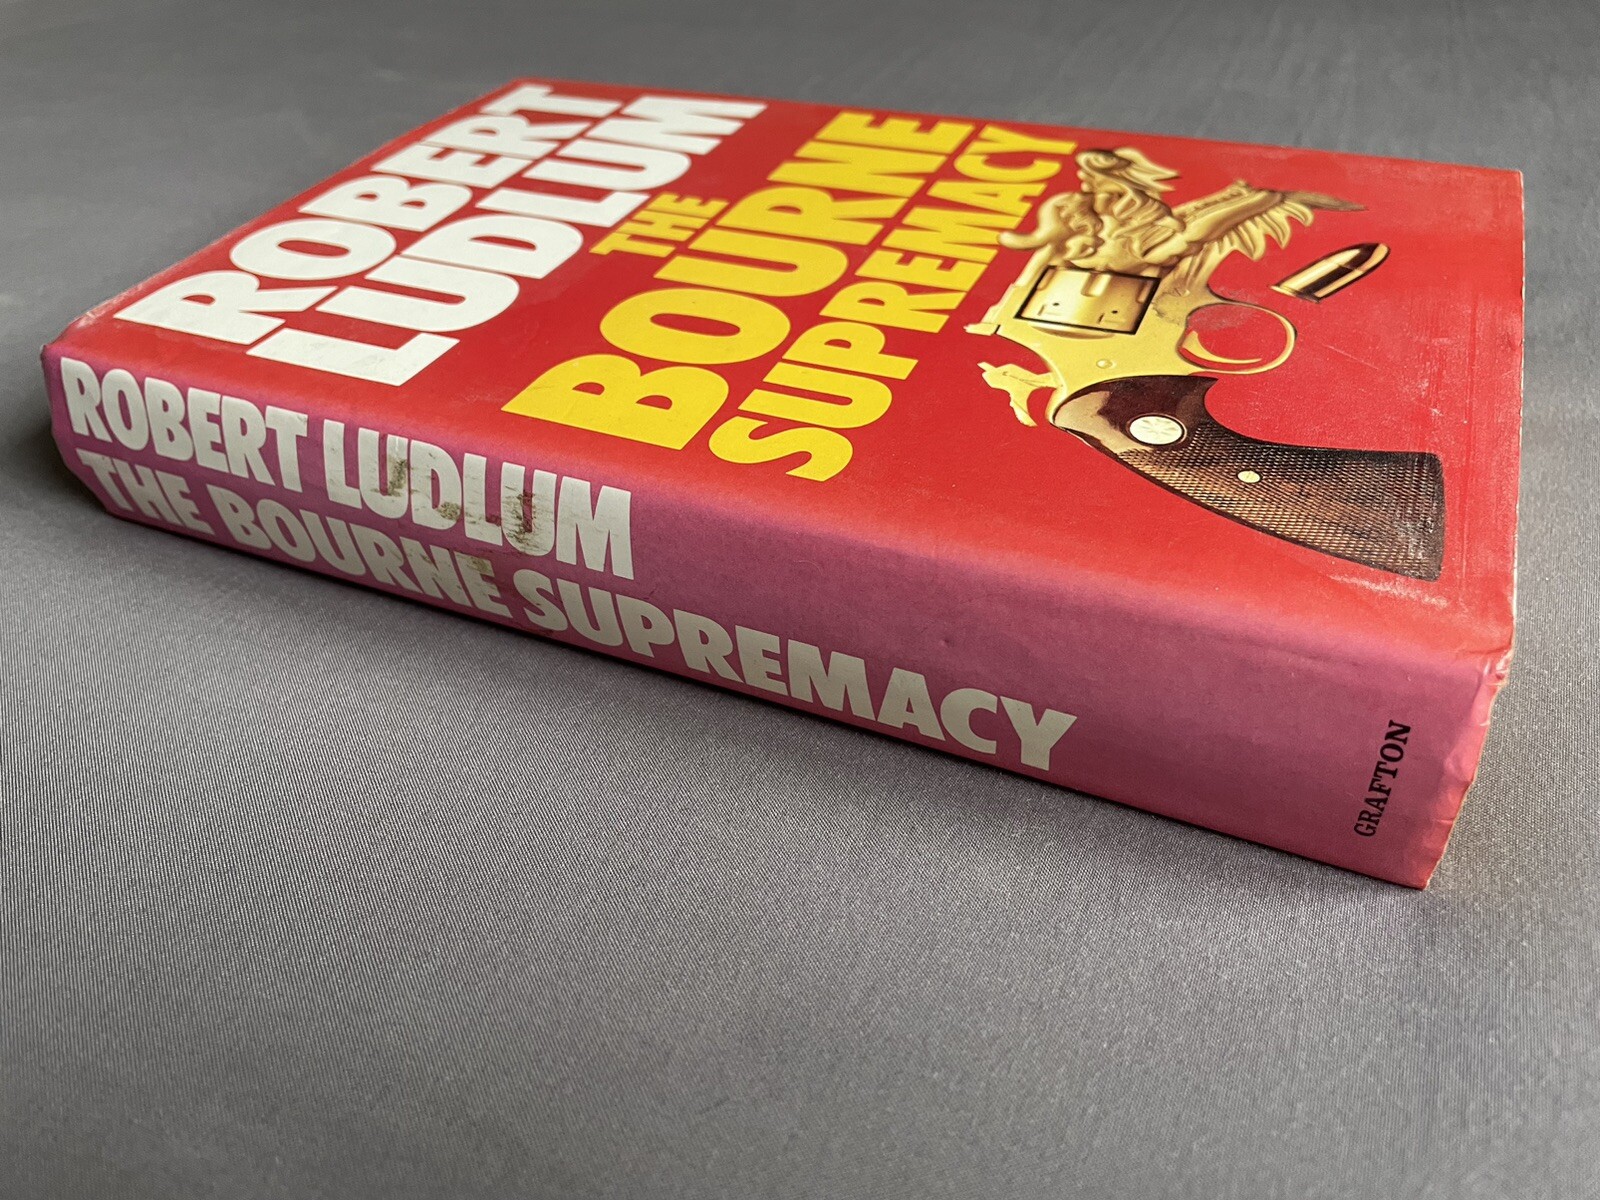 ROBERT
LUDLUM
THE
BOURNE
SUPREMACY
ROBERT LUDLUM
THE BOURNE SUPREMACY
GRAFTON